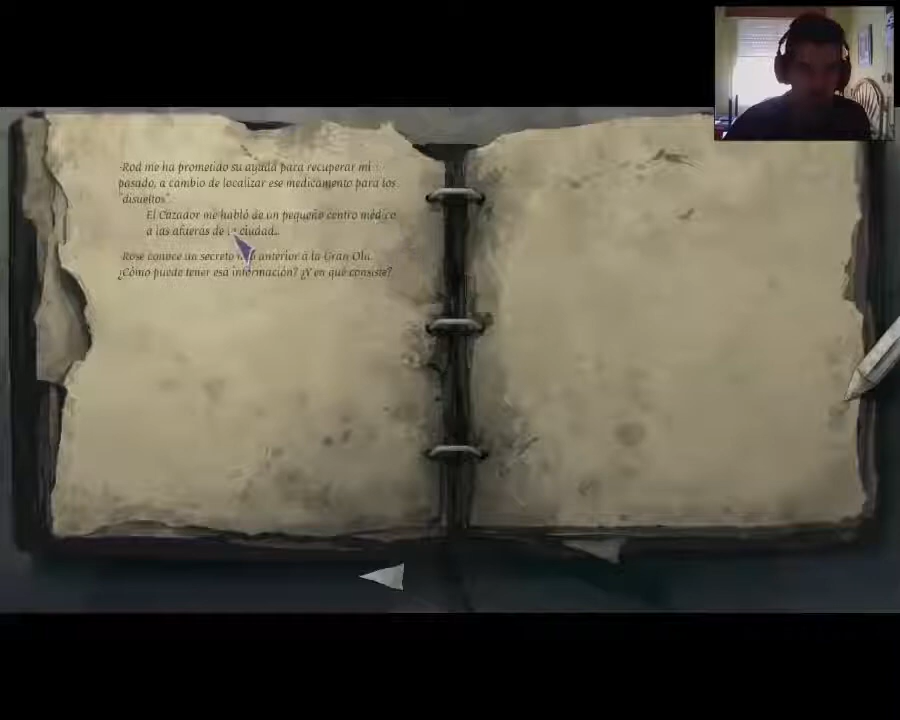 -Rod me ha prometido su ayuda para recuperar mi
pasado, a cambio de localizar ese medicamento para los
"disueltos".
El Cazador me habló de un pequeño centro médico
a las afueras de la ciudad..
-Rose conoce un secreto anterior a la Gran Ola.
¿Cómo puede tener esa información? ¿Y en qué consiste?